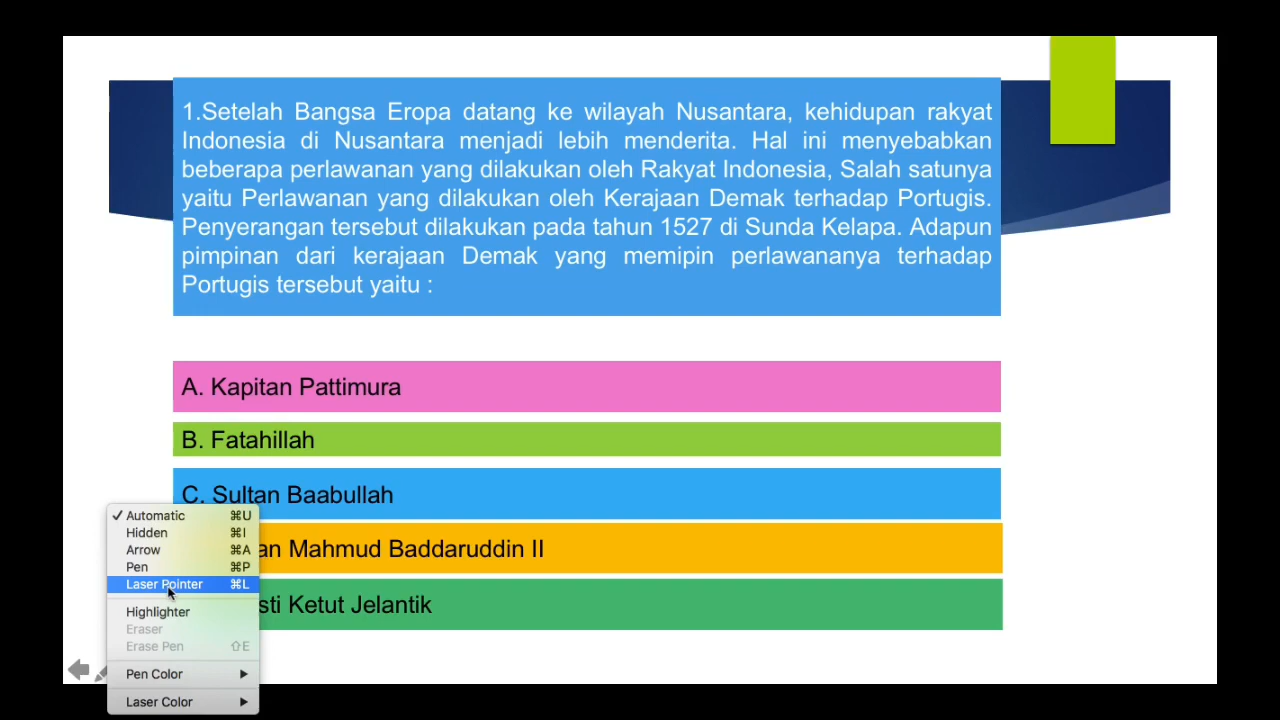 1.Setelah Bangsa Eropa datang ke wilayah Nusantara, kehidupan rakyat
Indonesia di Nusantara menjadi lebih menderita. Hal ini menyebabkan
beberapa perlawanan yang dilakukan oleh Rakyat Indonesia, Salah satunya
yaitu Perlawanan yang dilakukan oleh Kerajaan Demak terhadap Portugis.
Penyerangan tersebut dilakukan pada tahun 1527 di Sunda Kelapa. Adapun
pimpinan dari kerajaan Demak yang memipin perlawananya terhadap
Portugis tersebut yaitu :
A. Kapitan Pattimura
B. Fatahillah
C. Sultan Baabullah
an Mahmud Baddaruddin II
sti Ketut Jelantik
✓ Automatic ⌘U
Hidden ⌘I
Arrow ⌘A
Pen ⌘P
Laser Pointer ⌘L
Highlighter
Eraser
Erase Pen ⇧E
Pen Color ▶
Laser Color ▶